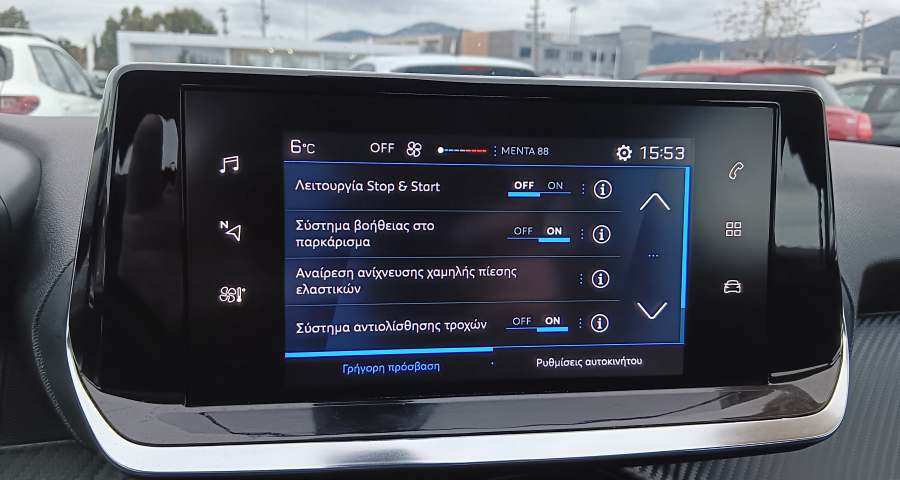 6°C OFF MENTA 88 15:53
Λειτουργία Stop & Start OFF ON
Σύστημα βοήθειας στο
παρκάρισμα
OFF ON
Αναίρεση ανίχνευσης χαμηλής πίεσης
ελαστικών
Σύστημα αντιολίσθησης τροχών OFF ON
Γρήγορη πρόσβαση Ρυθμίσεις αυτοκινήτου
N